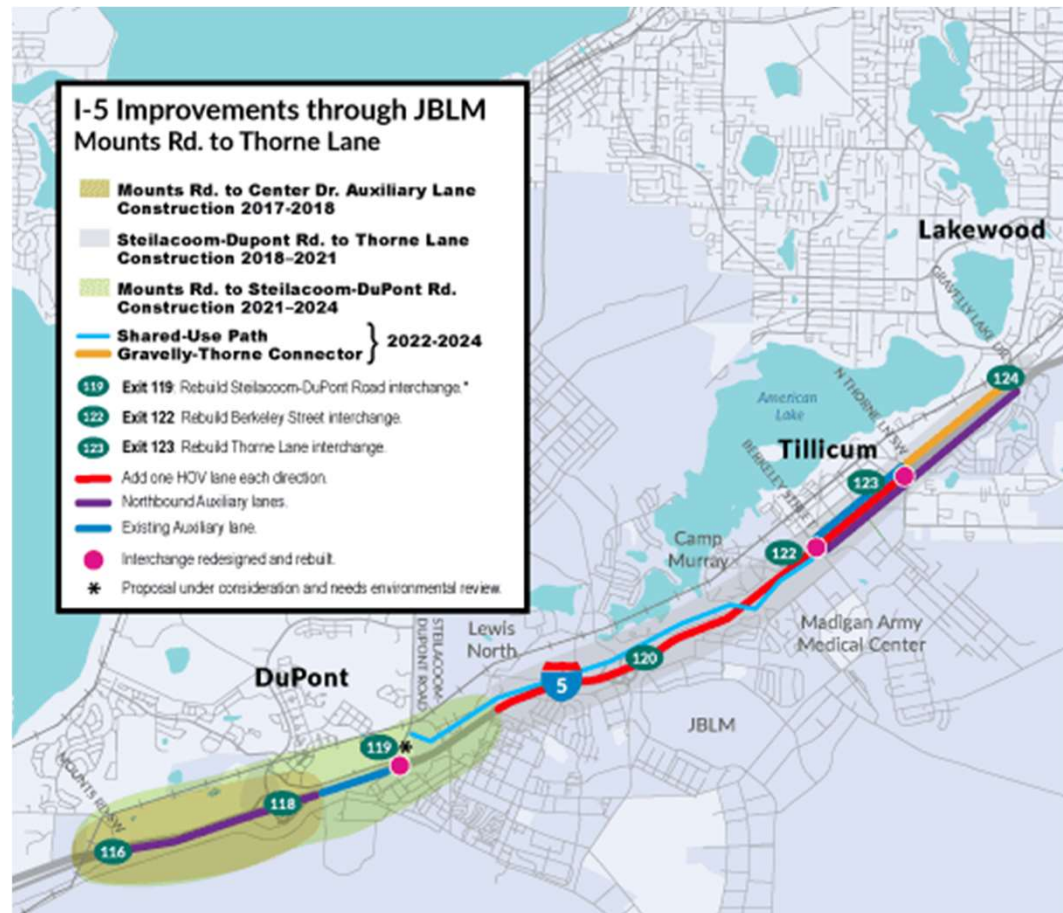 I-5 Improvements through JBLM
Mounts Rd. to Thorne Lane
Mounts Rd. to Center Dr. Auxiliary Lane
Construction 2017-2018
Steilacoom-Dupont Rd. to Thorne Lane
Construction 2018–2021
Mounts Rd. to Steilacoom-DuPont Rd.
Construction 2021–2024
Shared-Use Path
Gravelly-Thorne Connector } 2022-2024
119 Exit 119: Rebuild Steilacoom-DuPont Road interchange.*
122 Exit 122: Rebuild Berkeley Street interchange.
123 Exit 123: Rebuild Thorne Lane interchange.
Add one HOV lane each direction.
Northbound Auxiliary lanes.
Existing Auxiliary lane.
Interchange redesigned and rebuilt.
* Proposal under consideration and needs environmental review.
Lakewood
GRAVELLY LAKE DR
124
American
Lake
N THORNE LN SW
Tillicum
BERKELEY STREET
123
122
Camp
Murray
Madigan Army
Medical Center
Lewis
North
STEILACOOM-
DUPONT ROAD
120
5
DuPont
JBLM
119 *
118
MOUNTS RD SW
116